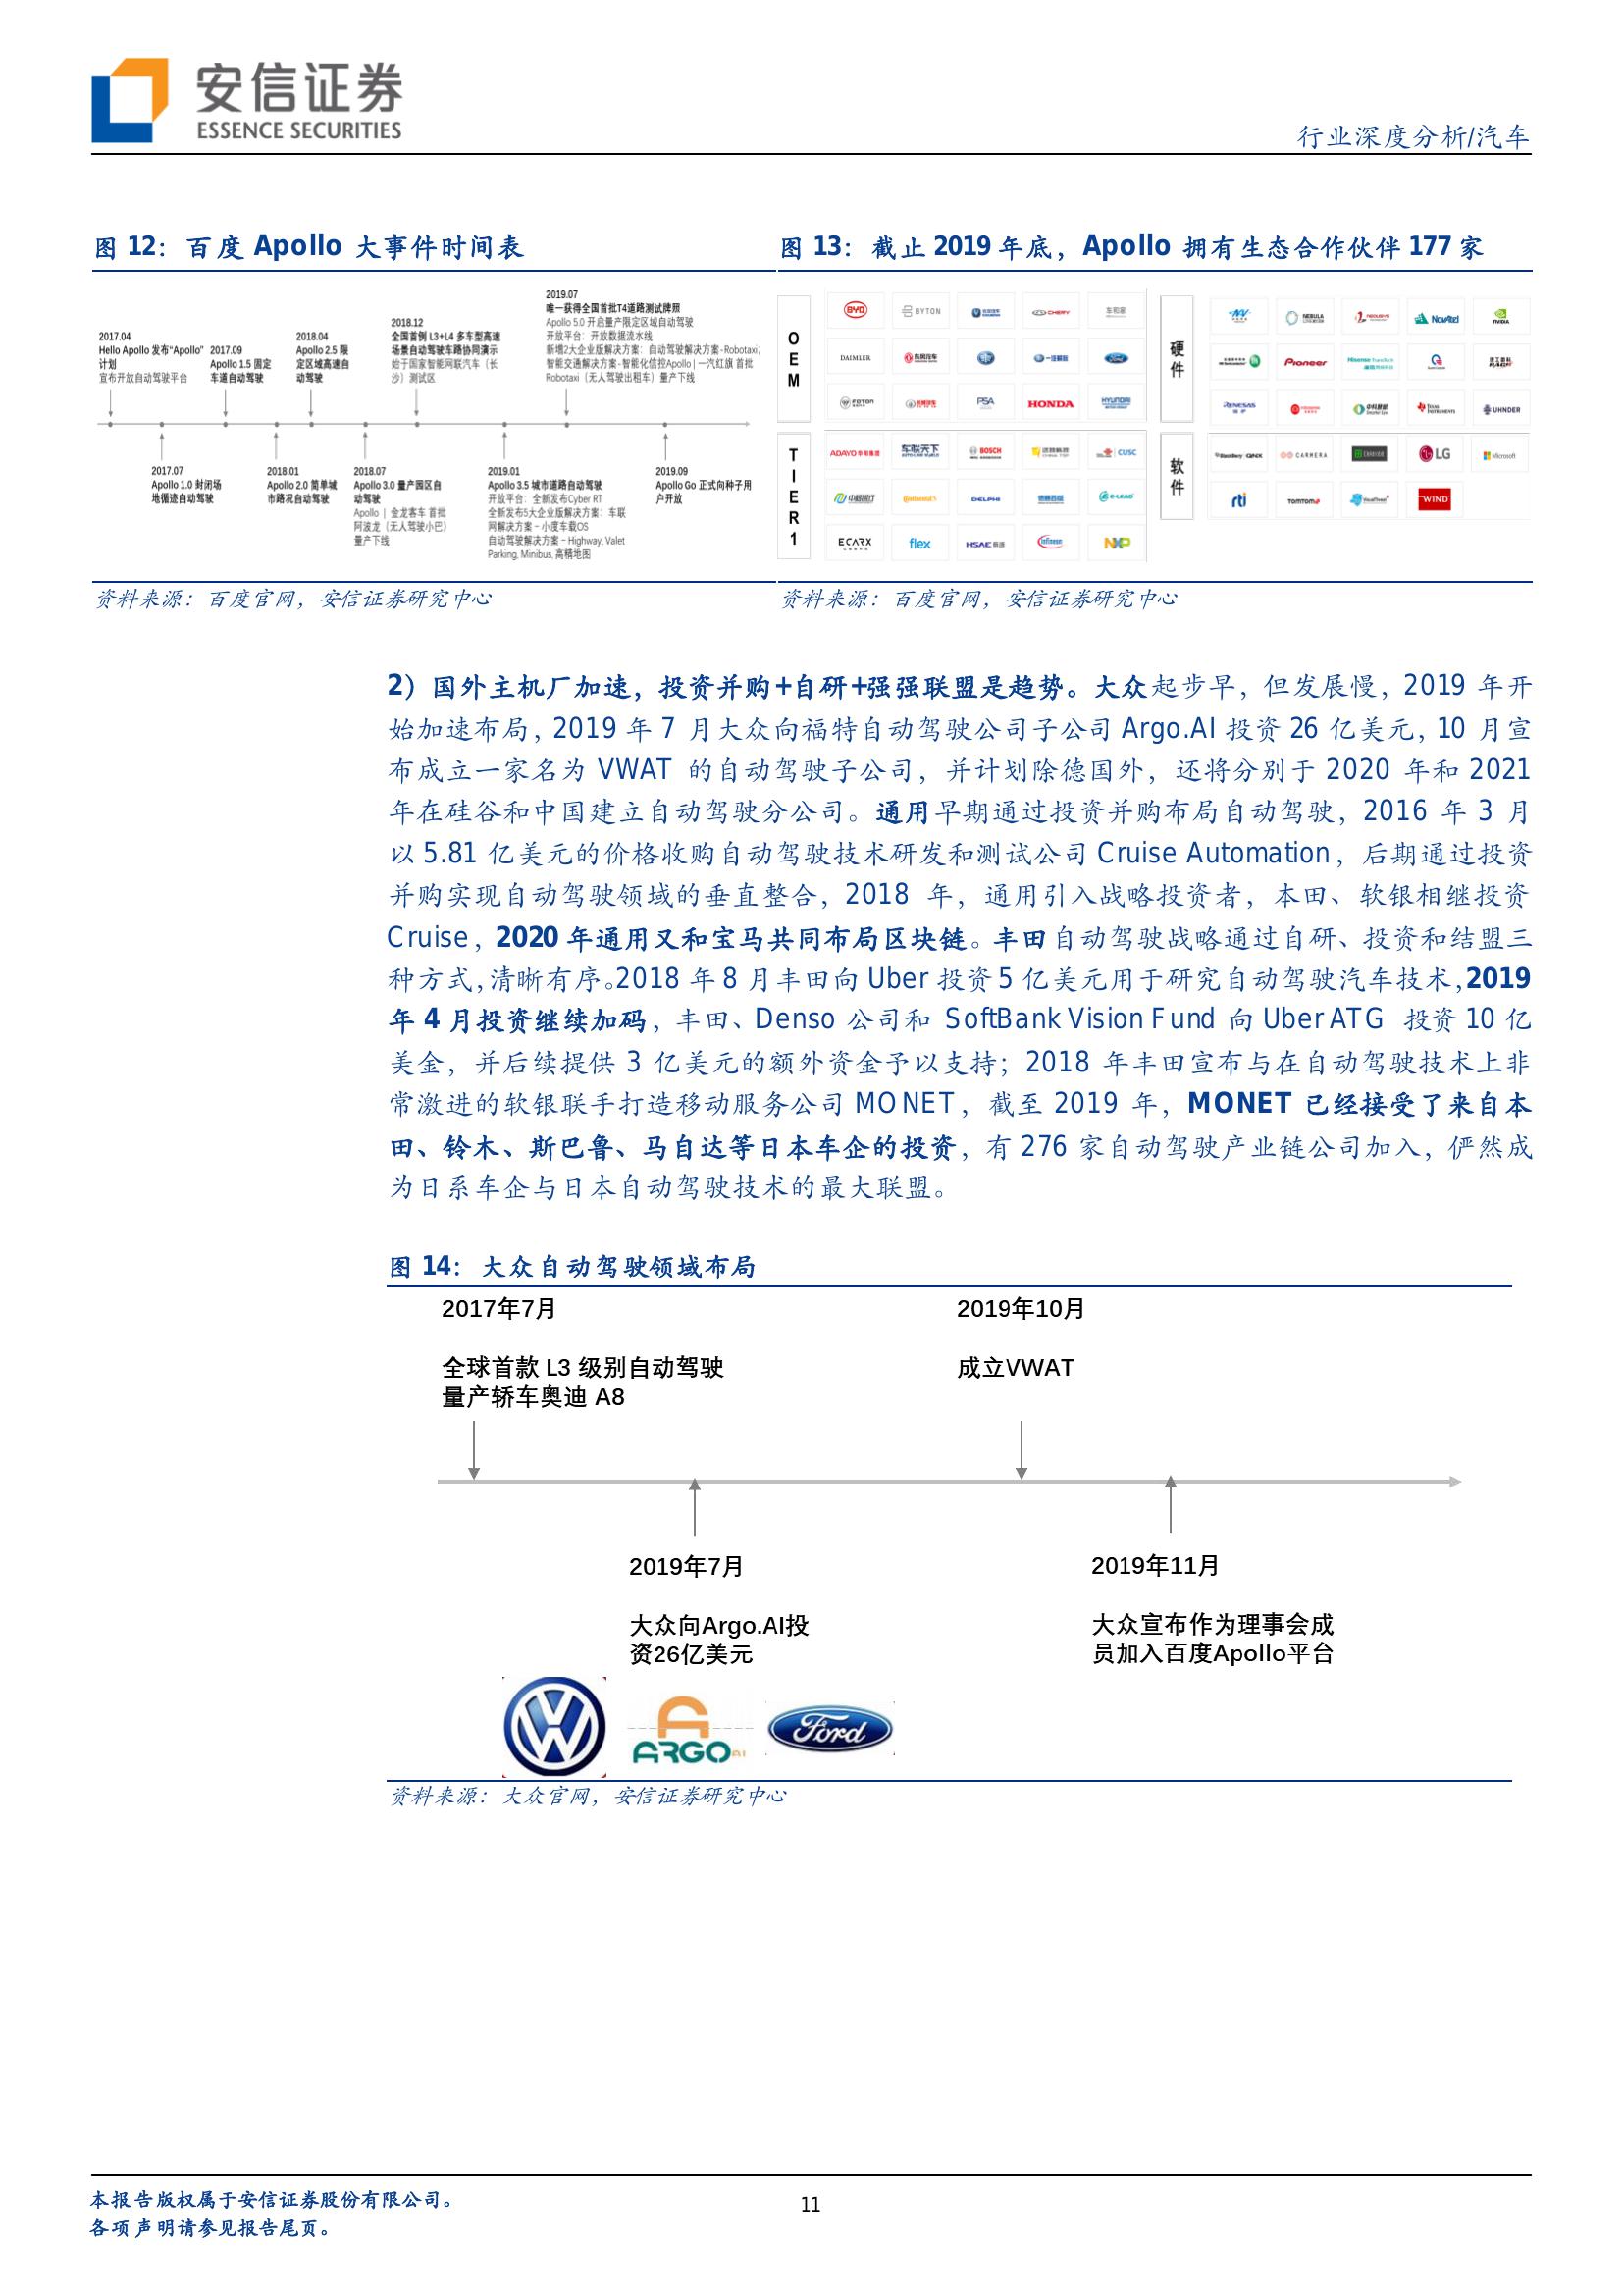 安信证券
ESSENCE SECURITIES
行业深度分析/汽车
图 12：百度 Apollo 大事件时间表
2019.07
唯一获得全国首批T4道路测试牌照
Apollo 5.0 开启量产限定区域自动驾驶
开放平台：开放数据流水线
新增2大企业版解决方案：自动驾驶解决方案-Robotaxi;
智能交通解决方案-智能化信控Apollo | 一汽红旗 首批
Robotaxi（无人驾驶出租车）量产下线
2018.12
全国首例 L3+L4 多车型高速
场景自动驾驶车路协同演示
始于国家智能网联汽车（长
沙）测试区
2017.04
Hello Apollo 发布“Apollo”
计划
宣布开放自动驾驶平台
2017.09
Apollo 1.5 固定
车道自动驾驶
2018.04
Apollo 2.5 限
定区域高速自
动驾驶
2017.07
Apollo 1.0 封闭场
地循迹自动驾驶
2018.01
Apollo 2.0 简单城
市路况自动驾驶
2018.07
Apollo 3.0 量产园区自
动驾驶
Apollo | 金龙客车 首批
阿波龙（无人驾驶小巴）
量产下线
2019.01
Apollo 3.5 城市道路自动驾驶
开放平台：全新发布Cyber RT
全新发布5大企业版解决方案：车联
网解决方案－小度车载OS
自动驾驶解决方案－Highway, Valet
Parking, Minibus, 高精地图
2019.09
Apollo Go 正式向种子用
户开放
资料来源：百度官网，安信证券研究中心
图 13：截止 2019 年底，Apollo 拥有生态合作伙伴 177 家
OEM
BYD
BYTON
CHERY
车和家
DAIMLER
东风汽车
一汽解放
Ford
FOTON
PSA
HONDA
HYUNDAI
TIER1
ADAYO 华阳集团
车联天下
BOSCH
CUSC
Continental
DELPHI
德赛西威
E-LEAD
ECARX
flex
HSAE 航盛
infineon
NXP
硬件
NEBULA
NEOUSYS
NovAtel
NVIDIA
Pioneer
Hisense
RENESAS
TEXAS INSTRUMENTS
UHNDER
软件
BlackBerry QNX
CARMERA
LG
Microsoft
rti
TOMTOM
VisualThreat
WIND
资料来源：百度官网，安信证券研究中心
2）国外主机厂加速，投资并购+自研+强强联盟是趋势。大众起步早，但发展慢，2019 年开
始加速布局，2019 年 7 月大众向福特自动驾驶公司子公司 Argo.AI 投资 26 亿美元，10 月宣
布成立一家名为 VWAT 的自动驾驶子公司，并计划除德国外，还将分别于 2020 年和 2021
年在硅谷和中国建立自动驾驶分公司。通用早期通过投资并购布局自动驾驶，2016 年 3 月
以 5.81 亿美元的价格收购自动驾驶技术研发和测试公司 Cruise Automation，后期通过投资
并购实现自动驾驶领域的垂直整合，2018 年，通用引入战略投资者，本田、软银相继投资
Cruise，2020 年通用又和宝马共同布局区块链。丰田自动驾驶战略通过自研、投资和结盟三
种方式，清晰有序。2018 年 8 月丰田向 Uber 投资 5 亿美元用于研究自动驾驶汽车技术，2019
年 4 月投资继续加码，丰田、Denso 公司和 SoftBank Vision Fund 向 Uber ATG 投资 10 亿
美金，并后续提供 3 亿美元的额外资金予以支持；2018 年丰田宣布与在自动驾驶技术上非
常激进的软银联手打造移动服务公司 MONET，截至 2019 年，MONET 已经接受了来自本
田、铃木、斯巴鲁、马自达等日本车企的投资，有 276 家自动驾驶产业链公司加入，俨然成
为日系车企与日本自动驾驶技术的最大联盟。
图 14：大众自动驾驶领域布局
2017年7月
全球首款 L3 级别自动驾驶
量产轿车奥迪 A8
2019年10月
成立VWAT
2019年7月
大众向Argo.AI投
资26亿美元
2019年11月
大众宣布作为理事会成
员加入百度Apollo平台
ARGO AI
Ford
资料来源：大众官网，安信证券研究中心
本报告版权属于安信证券股份有限公司。
各项声明请参见报告尾页。
11